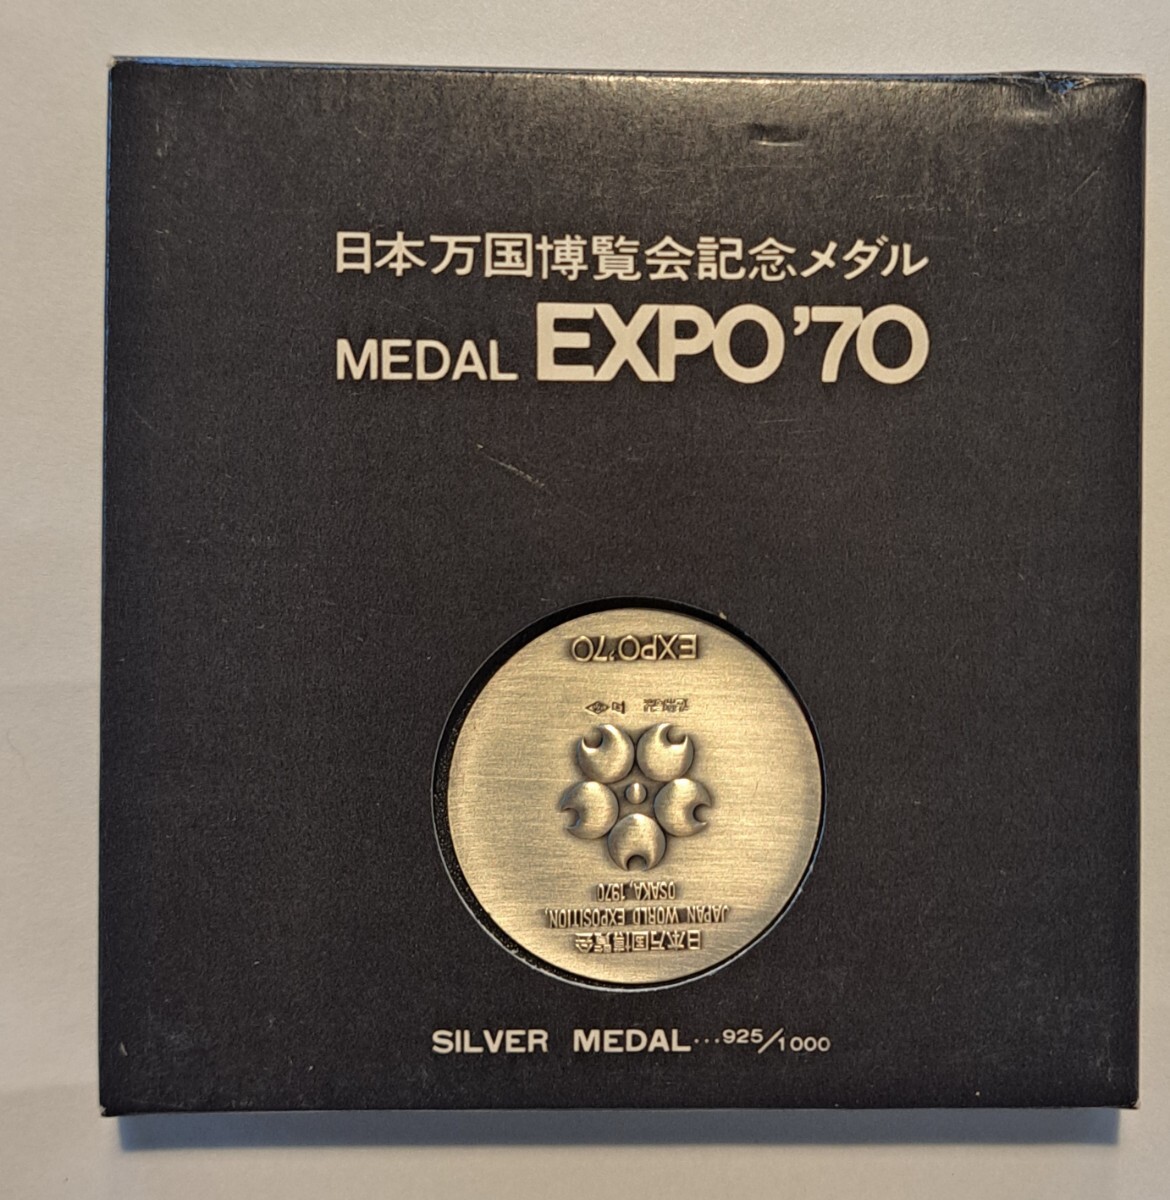 日本万国博覧会記念メダル
MEDAL EXPO'70
EXPO'70
日本万国博覧会
JAPAN WORLD EXPOSITION,
OSAKA, 1970
SILVER MEDAL...925/1000